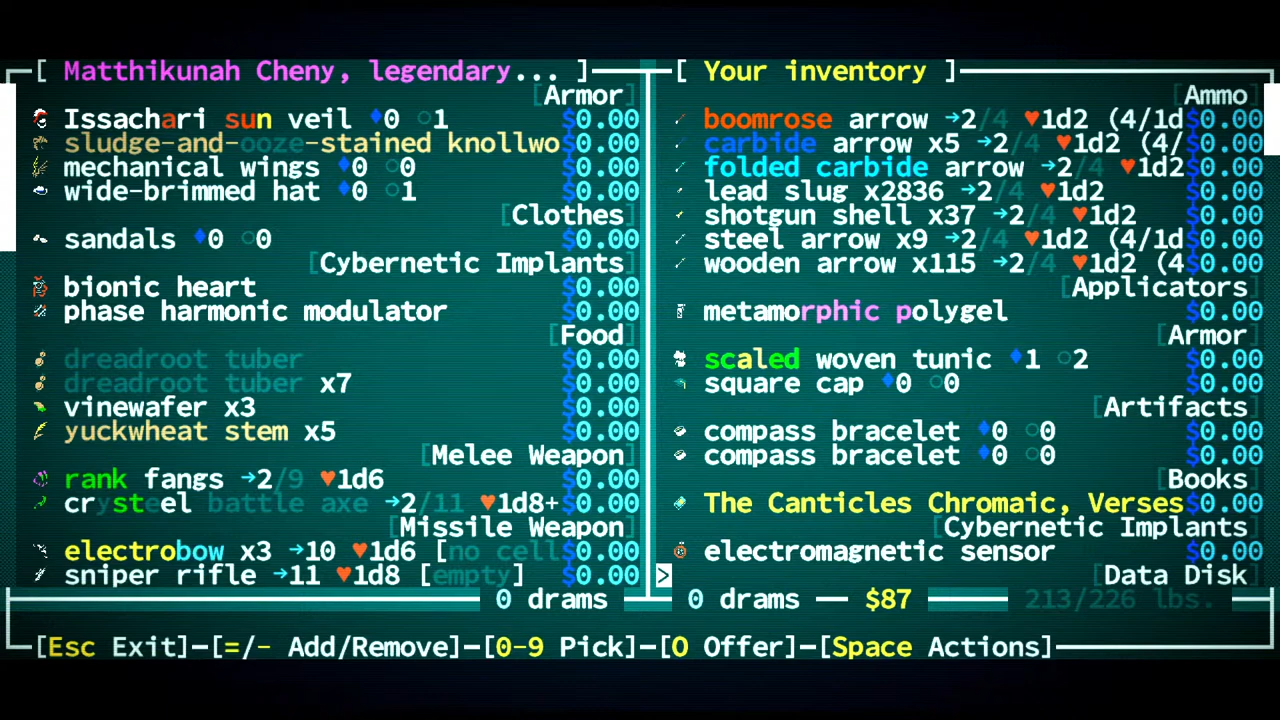 [ Matthikunah Cheny, legendary... ]
[Armor]
Issachari sun veil ♦0 ○1 $0.00
sludge-and-ooze-stained knollwo $0.00
mechanical wings ♦0 ○0 $0.00
wide-brimmed hat ♦0 ○1 $0.00
[Clothes]
sandals ♦0 ○0 $0.00
[Cybernetic Implants]
bionic heart $0.00
phase harmonic modulator $0.00
[Food]
dreadroot tuber $0.00
dreadroot tuber x7 $0.00
vinewafer x3 $0.00
yuckwheat stem x5 $0.00
[Melee Weapon]
rank fangs →2/9 ♥1d6 $0.00
crysteel battle axe →2/11 ♥1d8+ $0.00
[Missile Weapon]
electrobow x3 →10 ♥1d6 [no cell $0.00
sniper rifle →11 ♥1d8 [empty] $0.00
0 drams
[ Your inventory ]
[Ammo]
boomrose arrow →2/4 ♥1d2 (4/1d $0.00
carbide arrow x5 →2/4 ♥1d2 (4/ $0.00
folded carbide arrow →2/4 ♥1d2 $0.00
lead slug x2836 →2/4 ♥1d2 $0.00
shotgun shell x37 →2/4 ♥1d2 $0.00
steel arrow x9 →2/4 ♥1d2 (4/1d $0.00
wooden arrow x115 →2/4 ♥1d2 (4 $0.00
[Applicators]
metamorphic polygel $0.00
[Armor]
scaled woven tunic ♦1 ○2 $0.00
square cap ♦0 ○0 $0.00
[Artifacts]
compass bracelet ♦0 ○0 $0.00
compass bracelet ♦0 ○0 $0.00
[Books]
The Canticles Chromaic, Verses $0.00
[Cybernetic Implants]
electromagnetic sensor $0.00
> [Data Disk]
0 drams — $87 213/226 lbs.
[Esc Exit]-[=/- Add/Remove]-[0-9 Pick]-[O Offer]-[Space Actions]